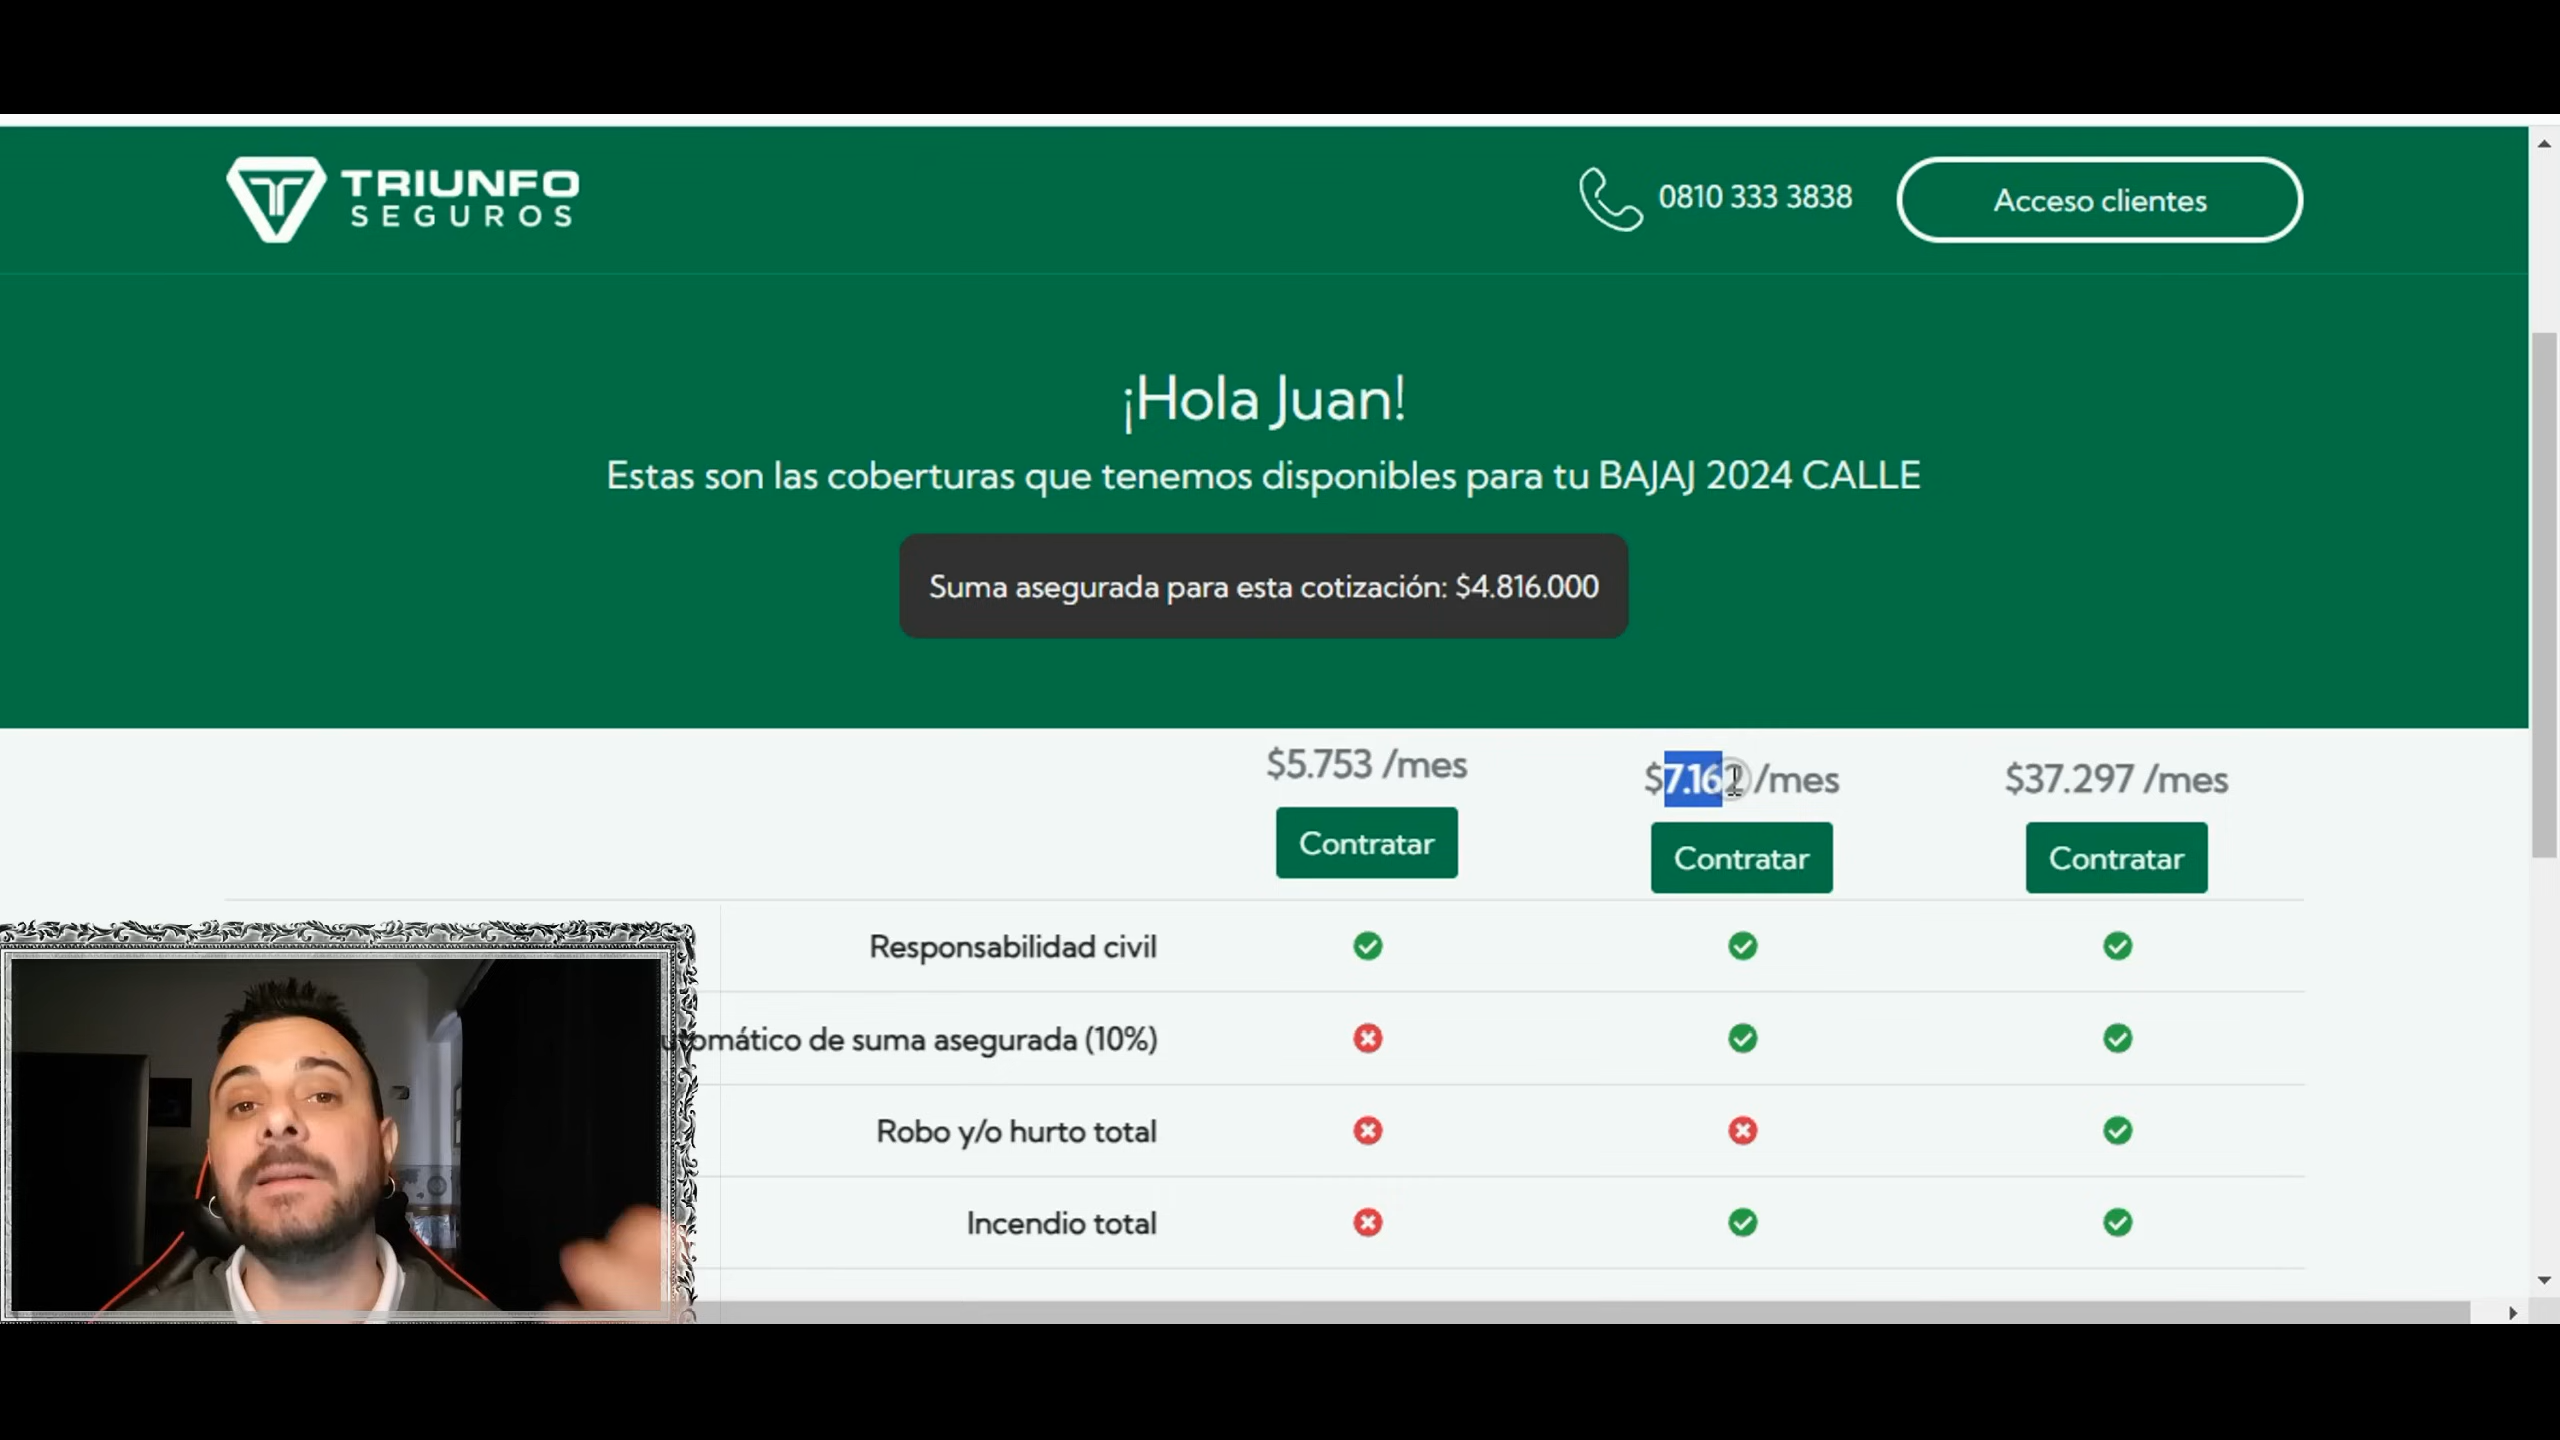 TRIUNFO
SEGUROS
0810 333 3838
Acceso clientes
¡Hola Juan!
Estas son las coberturas que tenemos disponibles para tu BAJAJ 2024 CALLE
Suma asegurada para esta cotización: $4.816.000
$5.753 /mes
$7.162 /mes
$37.297 /mes
Contratar
Contratar
Contratar
Responsabilidad civil
de suma asegurada (10%)
Robo y/o hurto total
Incendio total